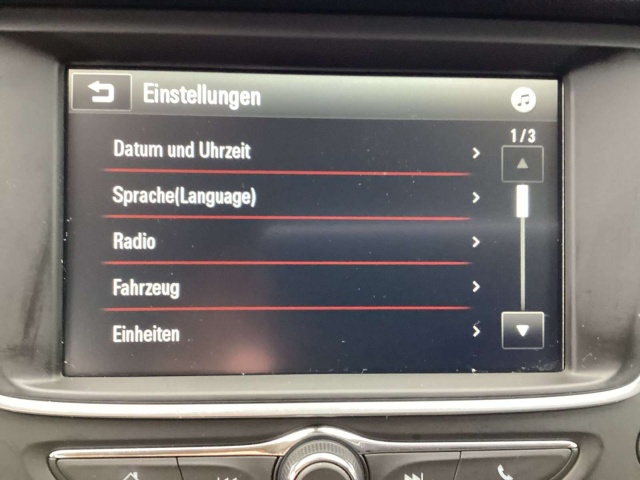 Einstellungen
1/3
Datum und Uhrzeit
Sprache(Language)
Radio
Fahrzeug
Einheiten